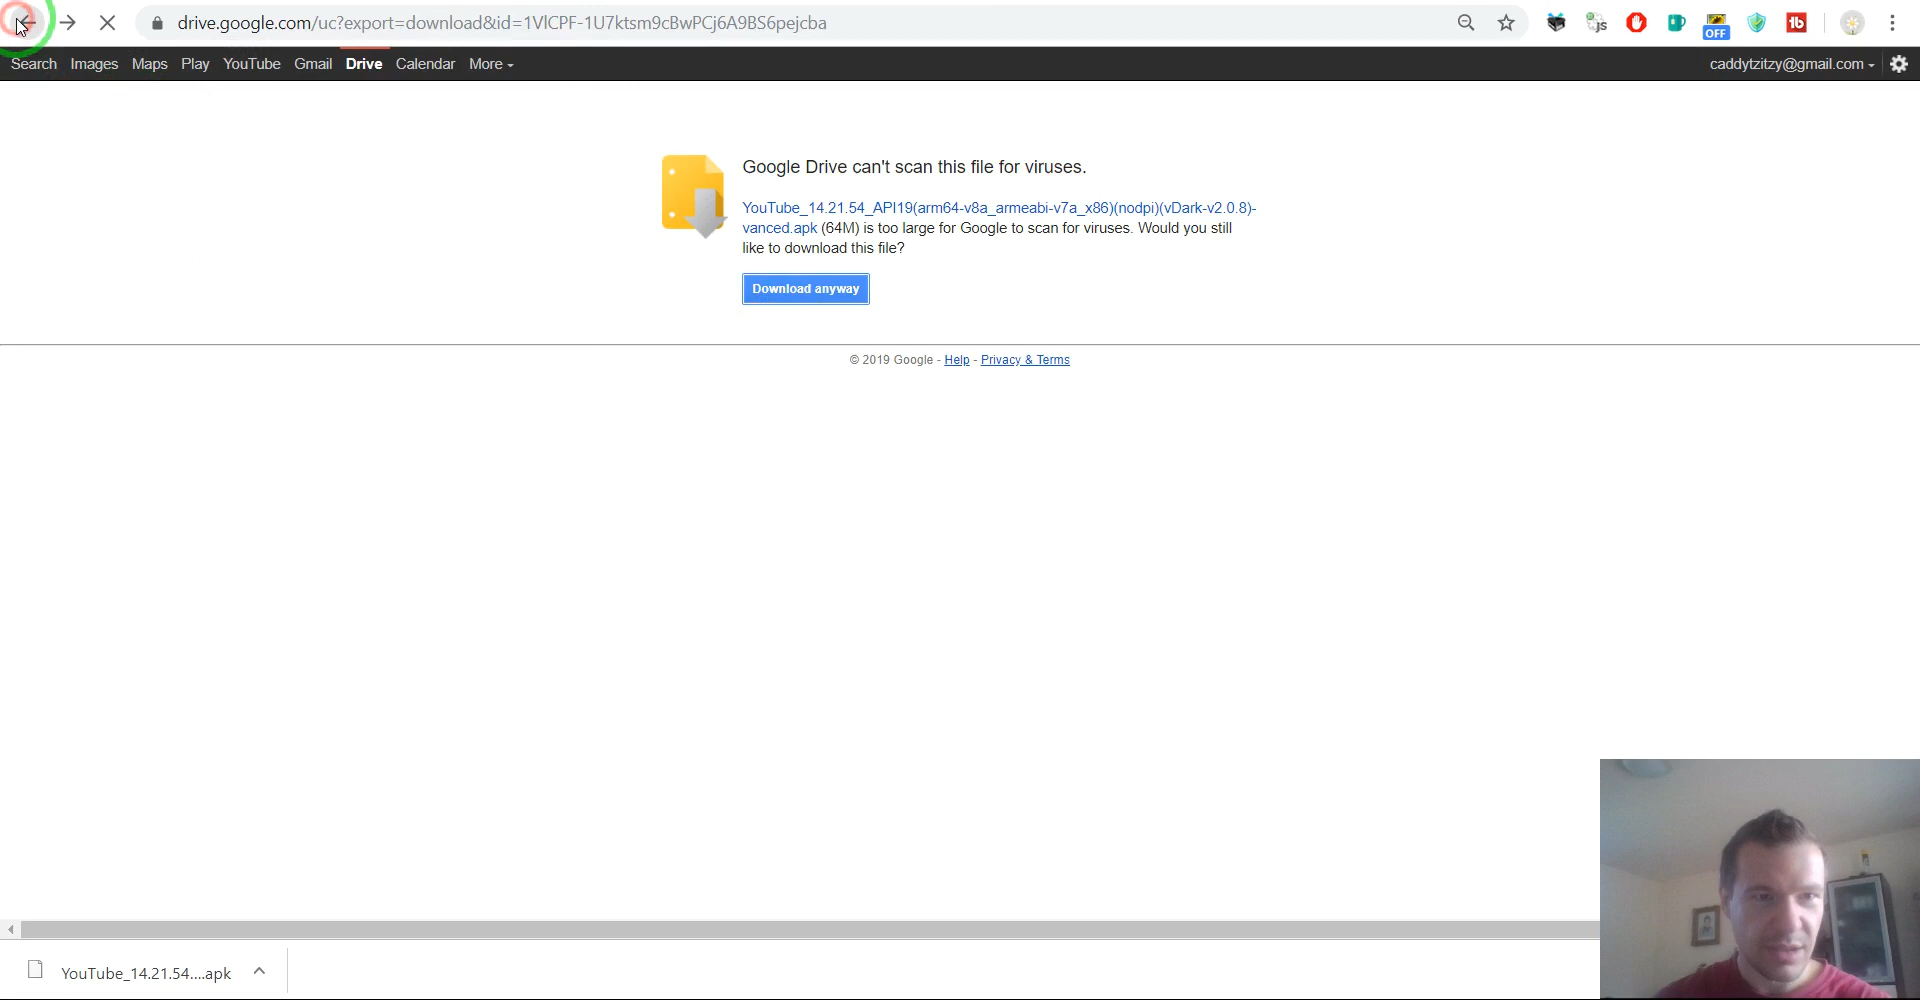 drive.google.com/uc?export=download&id=1VlCPF-1U7ktsm9cBwPCj6A9BS6pejcba
OFF
Search Images Maps Play YouTube Gmail Drive Calendar More
caddytzitzy@gmail.com
Google Drive can't scan this file for viruses.
YouTube_14.21.54_API19(arm64-v8a_armeabi-v7a_x86)(nodpi)(vDark-v2.0.8)-
vanced.apk (64M) is too large for Google to scan for viruses. Would you still
like to download this file?
Download anyway
© 2019 Google - Help - Privacy & Terms
YouTube_14.21.54....apk